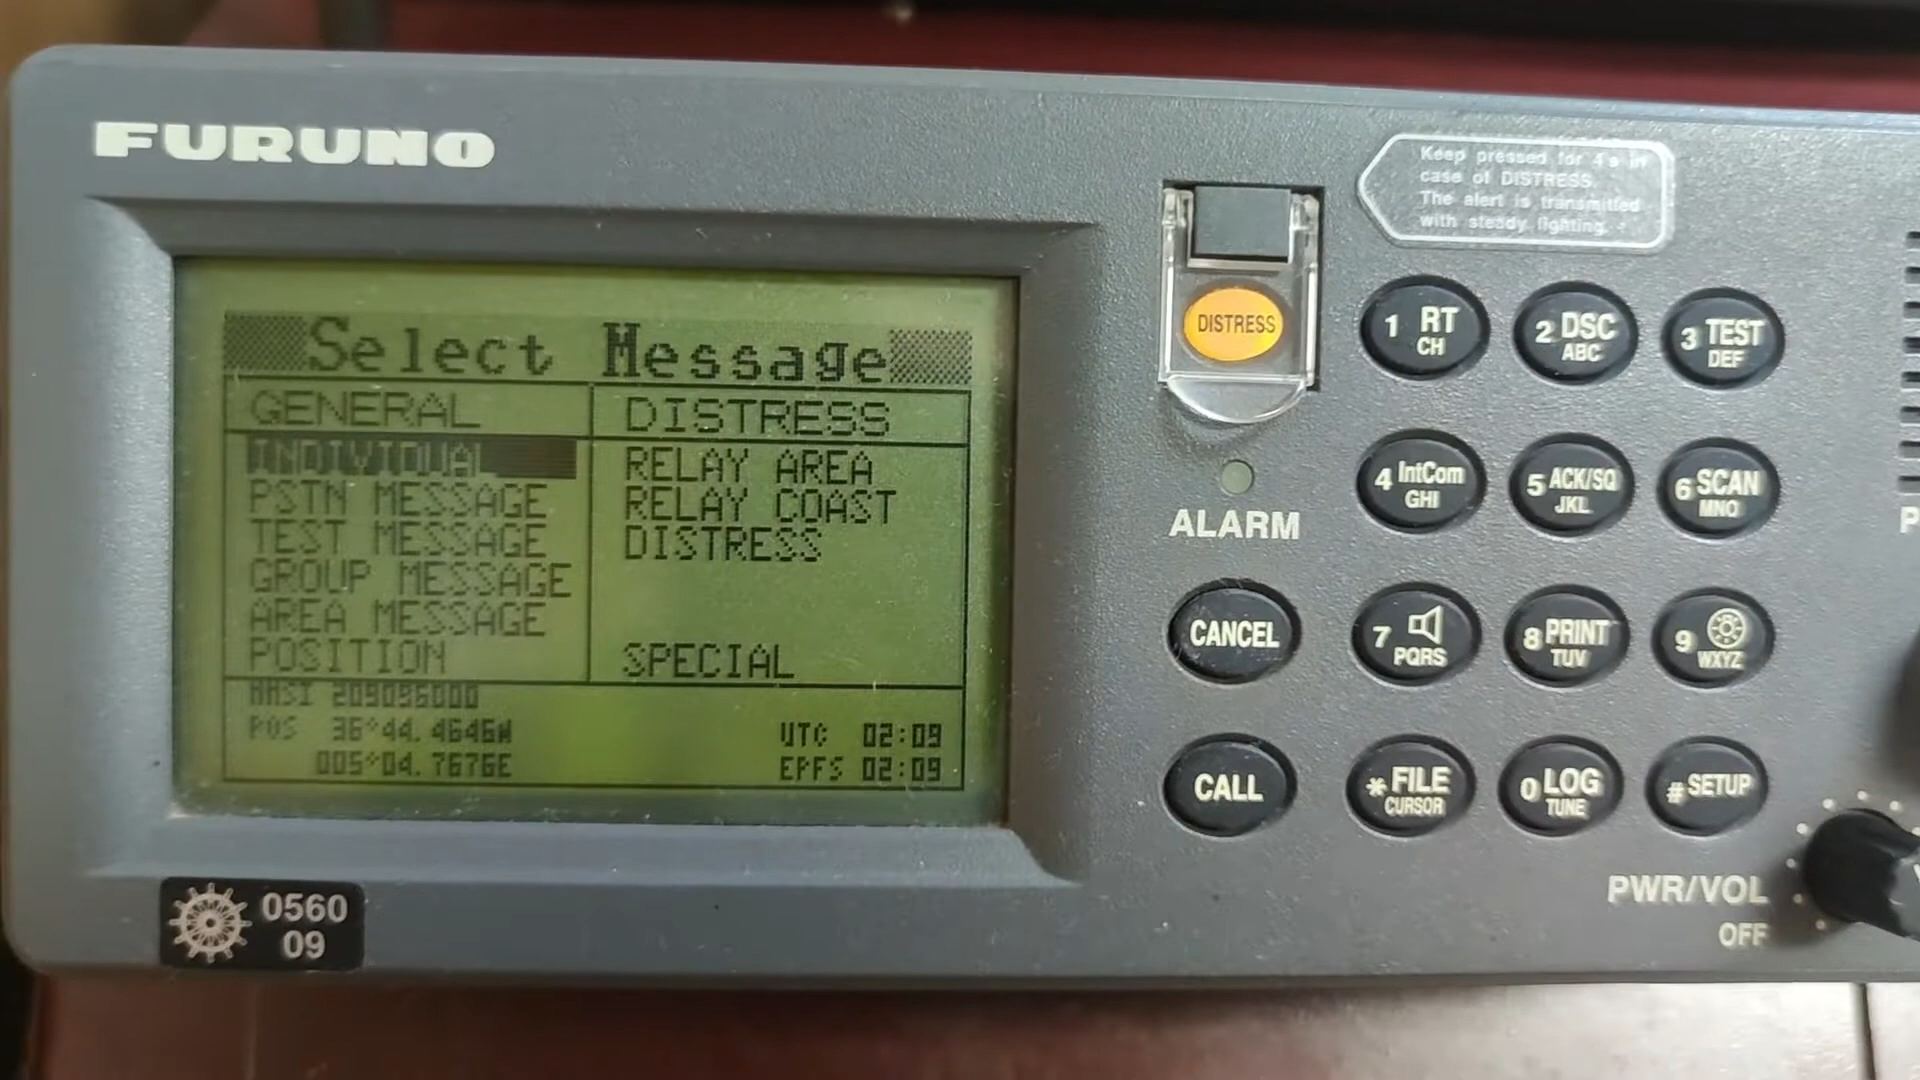 FURUNO
Keep pressed for 4 s in
case of DISTRESS.
The alert is transmitted
with steady lighting.
Select Message
GENERAL DISTRESS
INDIVIDUAL RELAY AREA
PSTN MESSAGE RELAY COAST
TEST MESSAGE DISTRESS
GROUP MESSAGE
AREA MESSAGE
POSITION SPECIAL
MMSI 209096000
POS 36°44.4646N UTC 02:09
005°04.7676E EPFS 02:09
DISTRESS
ALARM
CANCEL
CALL
1 RT
CH
2 DSC
ABC
3 TEST
DEF
4 IntCom
GHI
5 ACK/SQ
JKL
6 SCAN
MNO
7
PQRS
8 PRINT
TUV
9
WXYZ
* FILE
CURSOR
0 LOG
TUNE
# SETUP
PWR/VOL
OFF
0560
09